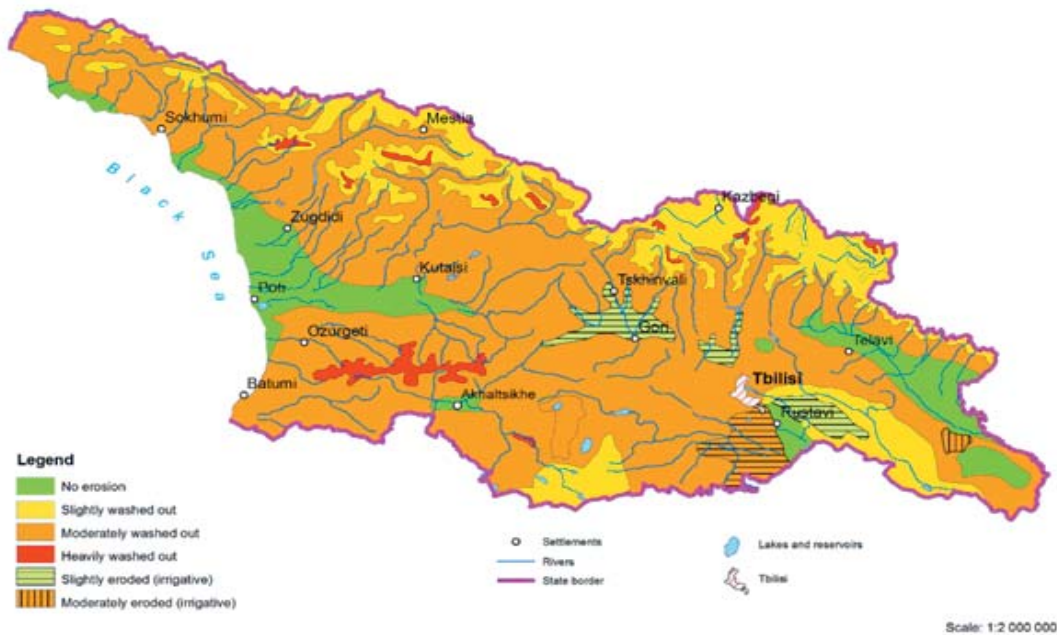 Sokhumi
Mestia
Black Sea
Kazbegi
Zugdidi
Kutaisi
Tskhinvali
Poti
Gori
Ozurgeti
Telavi
Tbilisi
Batumi
Akhaltsikhe
Rustavi
Legend
No erosion
Slightly washed out
Moderately washed out
Heavily washed out
Slightly eroded (irrigative)
Moderately eroded (irrigative)
Settlements
Rivers
State border
Lakes and reservoirs
Tbilisi
Scale: 1:2 000 000